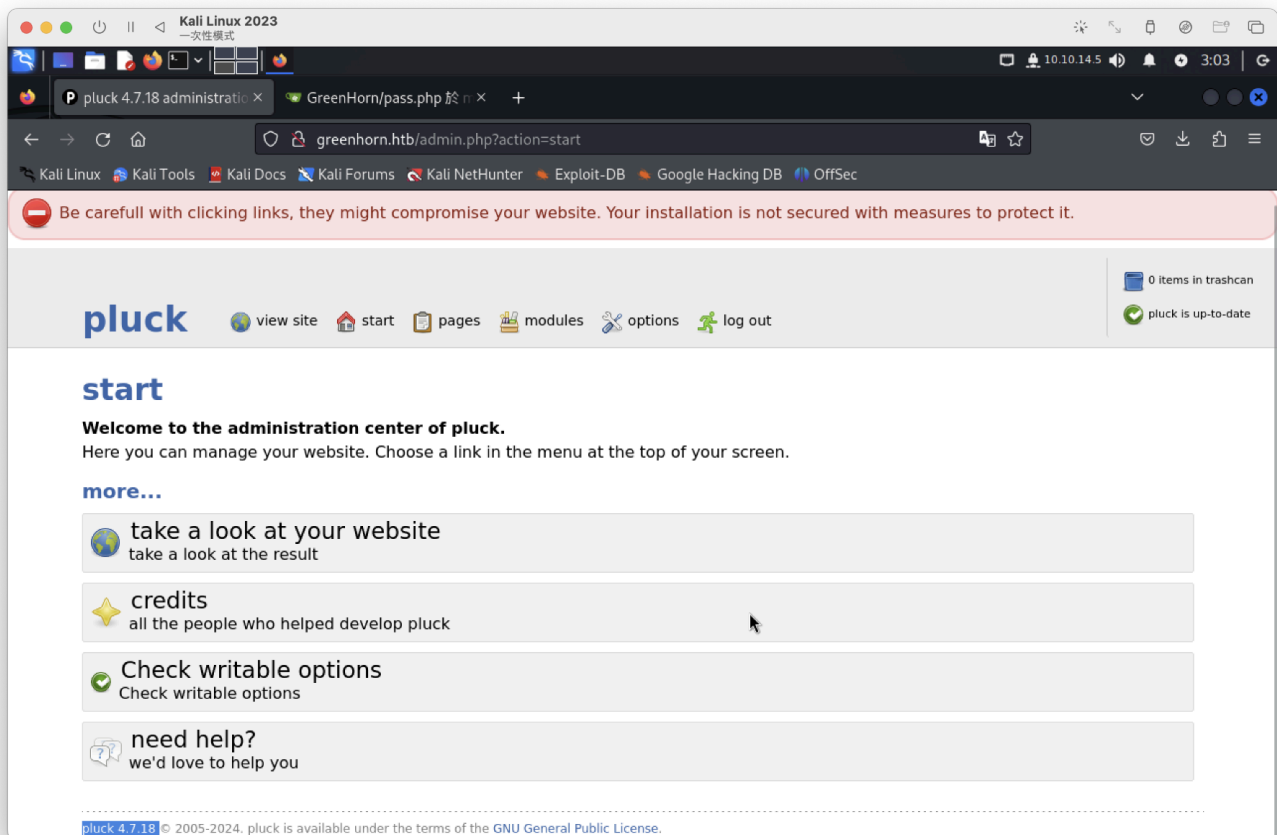 Kali Linux 2023
一次性模式
10.10.14.5
3:03
pluck 4.7.18 administratio
GreenHorn/pass.php 於 m
greenhorn.htb/admin.php?action=start
Kali Linux Kali Tools Kali Docs Kali Forums Kali NetHunter Exploit-DB Google Hacking DB OffSec
Be carefull with clicking links, they might compromise your website. Your installation is not secured with measures to protect it.
0 items in trashcan
pluck is up-to-date
pluck view site start pages modules options log out
start
Welcome to the administration center of pluck.
Here you can manage your website. Choose a link in the menu at the top of your screen.
more...
take a look at your website
take a look at the result
credits
all the people who helped develop pluck
Check writable options
Check writable options
need help?
we'd love to help you
pluck 4.7.18 © 2005-2024. pluck is available under the terms of the GNU General Public License.